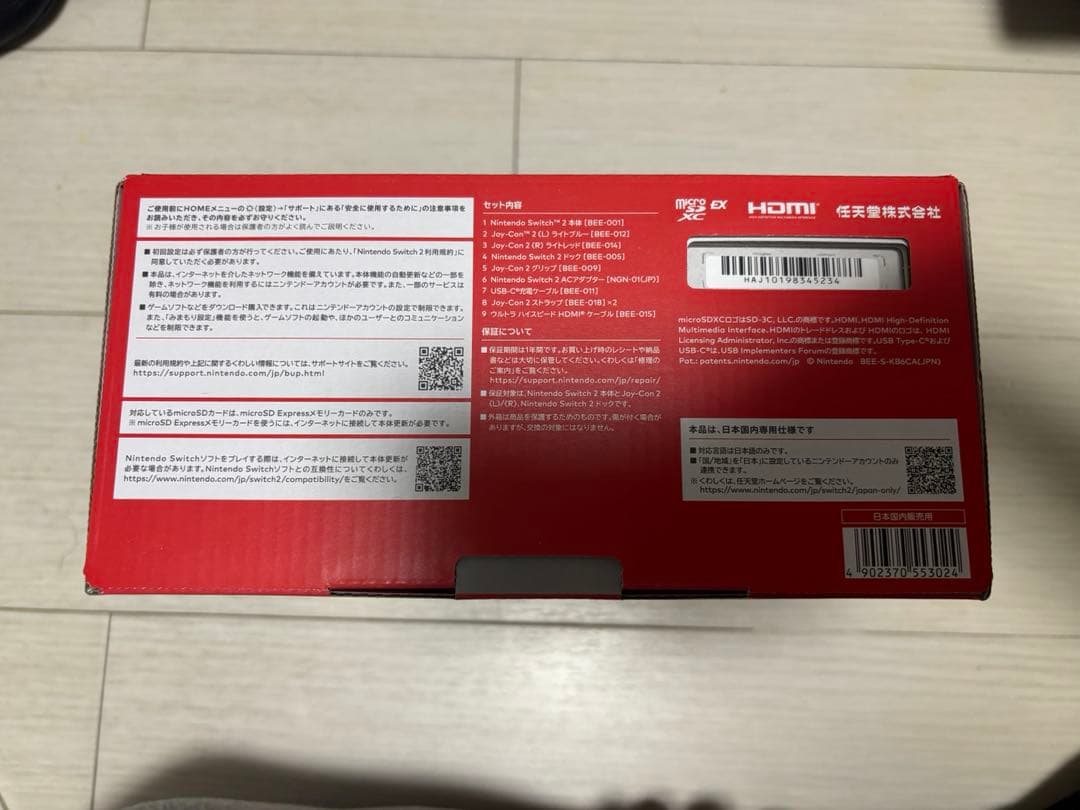 ご使用前にHOMEメニューの(設定)→「サポート」にある「安全に使用するために」の注意事項を
お読みいただき、その内容を必ずお守りください。
※お子様が使用される場合は保護者の方がよく読んでご説明ください。
■ 初回設定は必ず保護者の方が行ってください。ご使用にあたり、「Nintendo Switch 2 利用規約」に
同意していただく必要があります。
■ 本品は、インターネットを介したネットワーク機能を備えています。本体機能の自動更新などの一部を
除き、ネットワーク機能を利用するにはニンテンドーアカウントが必要です。また、一部のサービスは
有料の場合があります。
■ ゲームソフトなどをダウンロード購入できます。これはニンテンドーアカウントの設定で制限できます。
また、「みまもり設定」機能を使うと、ゲームソフトの起動や、ほかのユーザーとのコミュニケーション
などを制限できます。
最新の利用規約や上記に関するくわしい情報については、サポートサイトをご覧ください。
https://support.nintendo.com/jp/bup.html
対応しているmicroSDカードは、microSD Expressメモリーカードのみです。
※ microSD Expressメモリーカードを使うには、インターネットに接続して本体更新が必要です。
Nintendo Switchソフトをプレイする際は、インターネットに接続して本体更新が
必要な場合があります。Nintendo Switchソフトとの互換性についてくわしくは、
https://www.nintendo.com/jp/switch2/compatibility/をご覧ください。
セット内容
1 Nintendo Switch™ 2 本体 [BEE-001]
2 Joy-Con™ 2 (L) ライトブルー [BEE-012]
3 Joy-Con 2 (R) ライトレッド [BEE-014]
4 Nintendo Switch 2 ドック [BEE-005]
5 Joy-Con 2 グリップ [BEE-009]
6 Nintendo Switch 2 ACアダプター [NGN-01(JP)]
7 USB-C®充電ケーブル [BEE-011]
8 Joy-Con 2 ストラップ [BEE-018]×2
9 ウルトラ ハイスピード HDMI® ケーブル [BEE-015]
保証について
■ 保証期間は1年間です。お買い上げ時のレシートや納品
書などは大切に保管してください。くわしくは「修理の
ご案内」をご覧ください。
https://support.nintendo.com/jp/repair/
■ 保証対象は、Nintendo Switch 2 本体と Joy-Con 2
(L)/(R)、Nintendo Switch 2 ドックです。
■ 外箱は商品を保護するためのものです。傷が付く場合が
ありますが、交換の対象にはなりません。
micro SD XC EX
HDMI
HIGH-DEFINITION MULTIMEDIA INTERFACE
任天堂株式会社
HAJ10198345234
microSDXCロゴはSD-3C, LLC.の商標です。HDMI、HDMI High-Definition
Multimedia Interface、HDMIのトレードドレスおよび HDMIのロゴは、HDMI
Licensing Administrator, Inc.の商標または登録商標です。USB Type-C®および
USB-C®は、USB Implementers Forumの登録商標です。
Pat.: patents.nintendo.com/jp © Nintendo BEE-S-KB6CA(JPN)
本品は、日本国内専用仕様です
■ 対応言語は日本語のみです。
■「国/地域」を「日本」に設定しているニンテンドーアカウントのみ
連携できます。
※ くわしくは、任天堂ホームページをご覧ください。
https://www.nintendo.com/jp/switch2/japan-only/
日本国内販売用
4 902370 553024